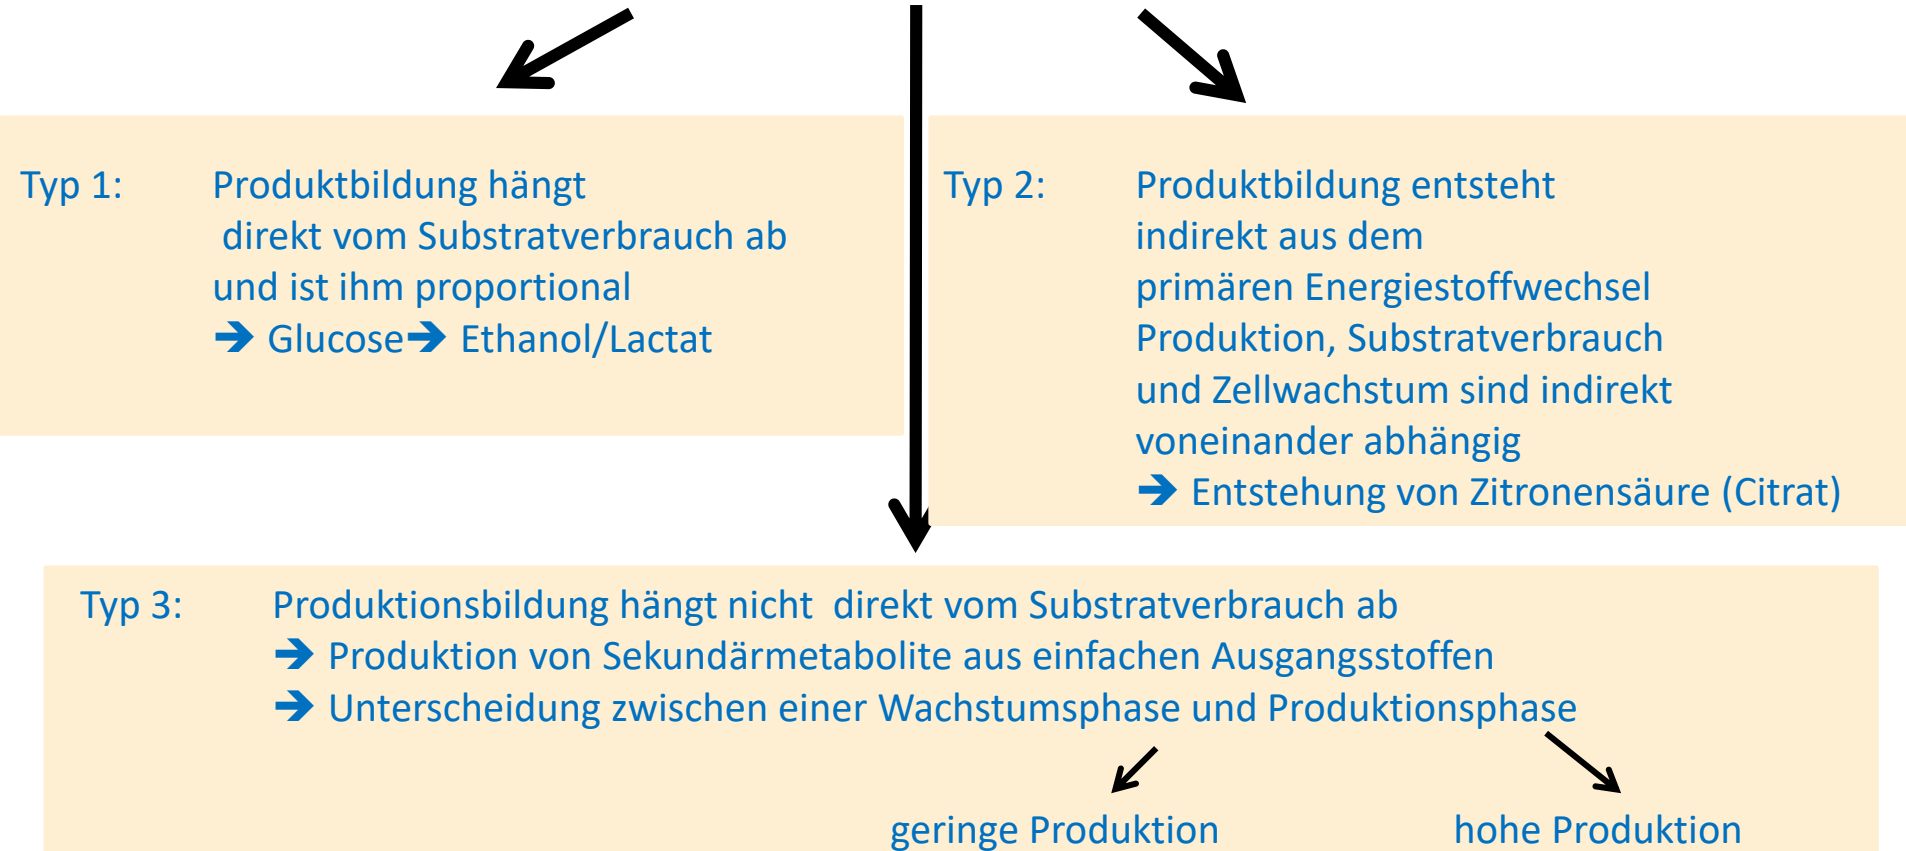 Typ 1: Produktbildung hängt
direkt vom Substratverbrauch ab
und ist ihm proportional
➔ Glucose➔ Ethanol/Lactat
Typ 2: Produktbildung entsteht
indirekt aus dem
primären Energiestoffwechsel
Produktion, Substratverbrauch
und Zellwachstum sind indirekt
voneinander abhängig
➔ Entstehung von Zitronensäure (Citrat)
Typ 3: Produktionsbildung hängt nicht direkt vom Substratverbrauch ab
➔ Produktion von Sekundärmetabolite aus einfachen Ausgangsstoffen
➔ Unterscheidung zwischen einer Wachstumsphase und Produktionsphase
geringe Produktion hohe Produktion